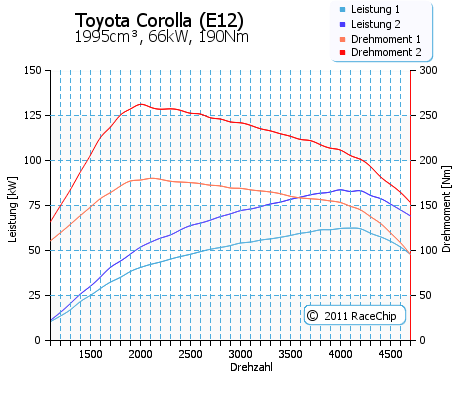 Toyota Corolla (E12)
1995cm³, 66kW, 190Nm
Leistung 1
Leistung 2
Drehmoment 1
Drehmoment 2
150
125
100
75
50
25
0
Leistung [kW]
300
250
200
150
100
50
0
Drehmoment [Nm]
© 2011 RaceChip
1500 2000 2500 3000 3500 4000 4500
Drehzahl